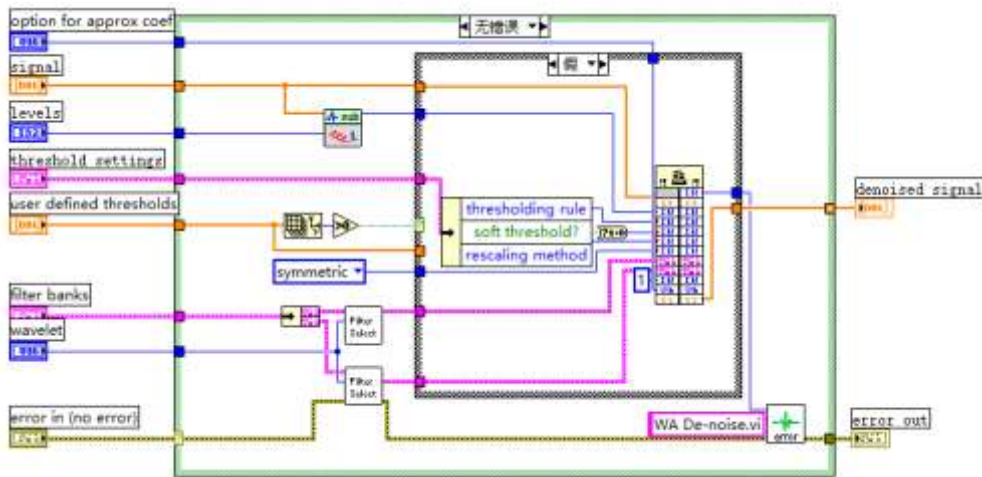 option for approx coef
无错误
signal
假
levels
sub
threshold settings
user defined thresholds
thresholding rule
soft threshold?
rescaling method
denoised signal
symmetric
1
filter banks
Filter
Select
wavelet
Filter
Select
error in (no error)
WA De-noise.vi
error
error out